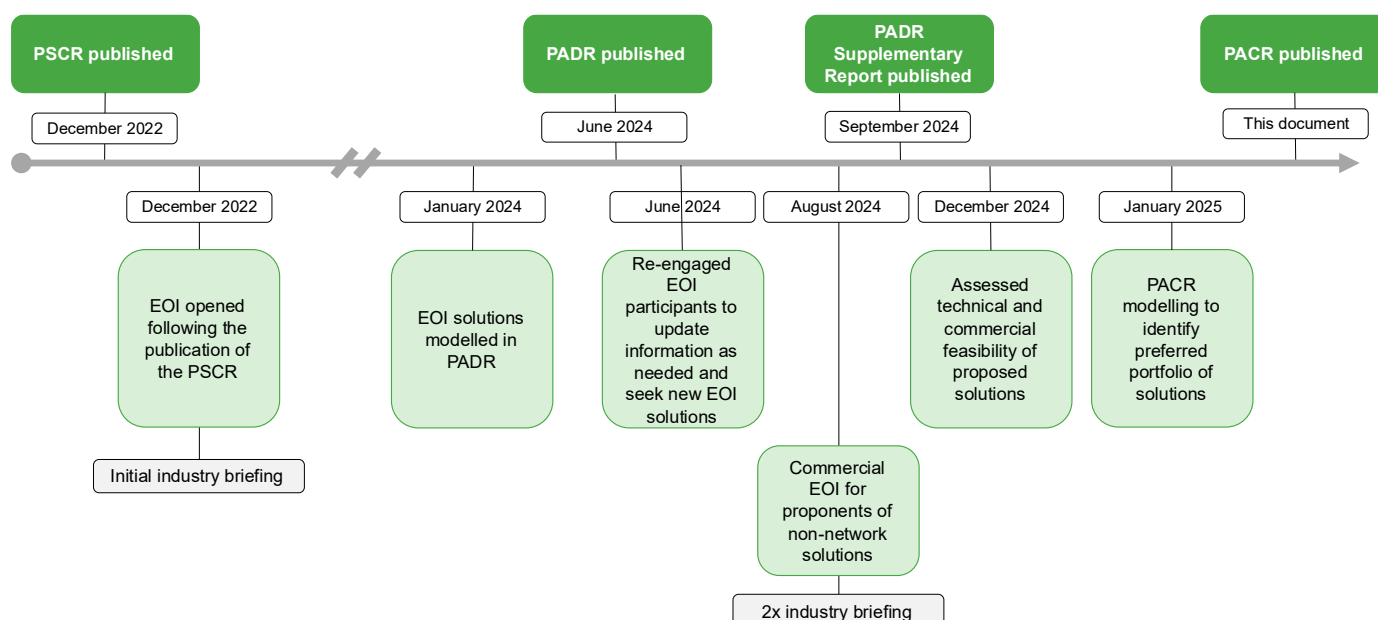 PSCR published
PADR published
PADR
Supplementary
Report published
PACR published
December 2022
June 2024
September 2024
This document
December 2022
January 2024
June 2024
August 2024
December 2024
January 2025
EOI opened
following the
publication of
the PSCR
EOI solutions
modelled in
PADR
Re-engaged
EOI
participants to
update
information as
needed and
seek new EOI
solutions
Assessed
technical and
commercial
feasibility of
proposed
solutions
PACR
modelling to
identify
preferred
portfolio of
solutions
Initial industry briefing
Commercial
EOI for
proponents of
non-network
solutions
2x industry briefing